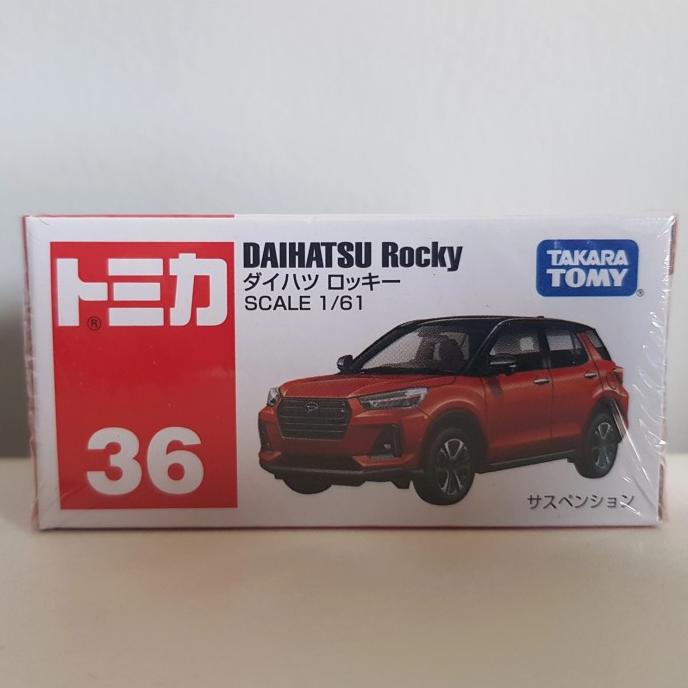 トミカ
®
36
DAIHATSU Rocky
ダイハツ ロッキー
SCALE 1/61
TAKARA
TOMY
®
サスペンション